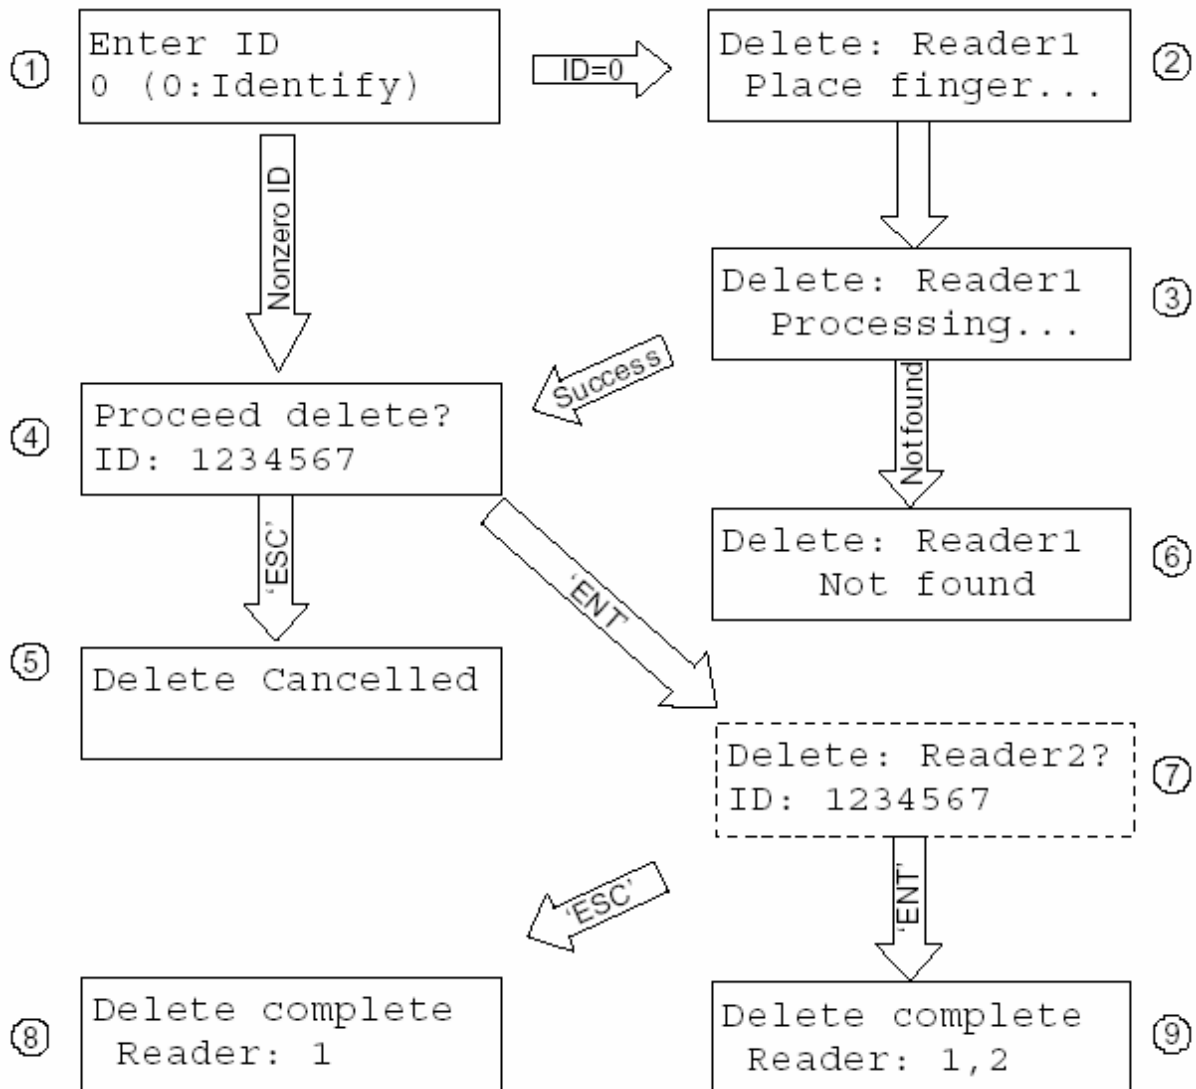 ① Enter ID
0 (0:Identify)
ID=0
Delete: Reader1 ②
Place finger...
Nonzero ID
Delete: Reader1 ③
Processing...
Success
Not found
④ Proceed delete?
ID: 1234567
'ESC'
'ENT'
Delete: Reader1 ⑥
Not found
⑤ Delete Cancelled
Delete: Reader2? ⑦
ID: 1234567
'ESC'
'ENT'
⑧ Delete complete
Reader: 1
Delete complete ⑨
Reader: 1,2